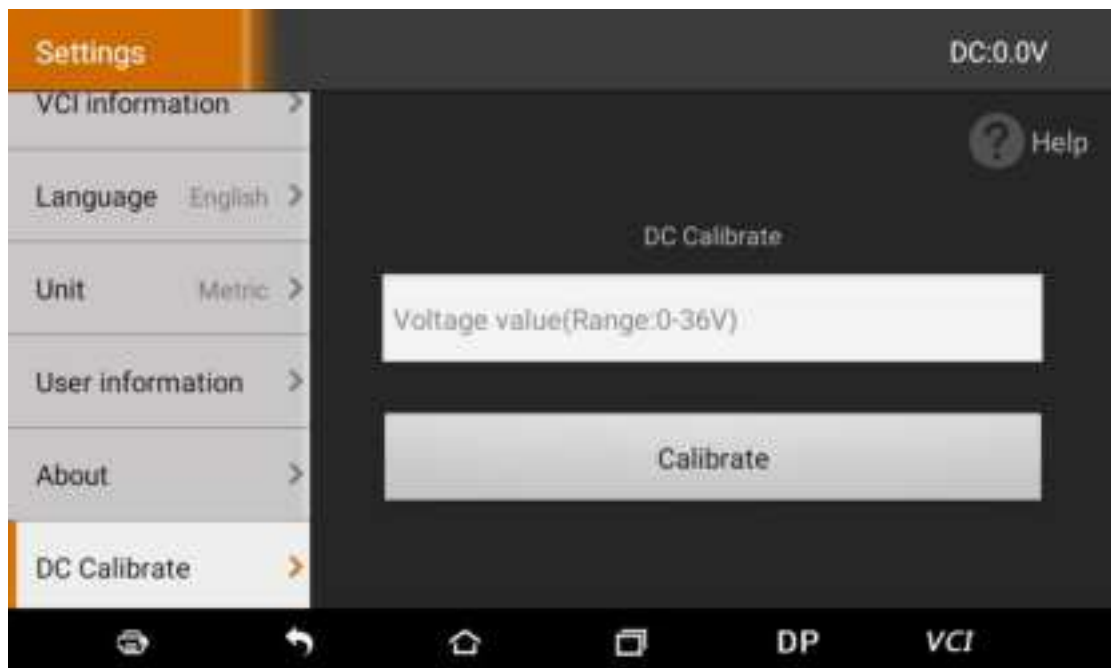 Settings
DC:0.0V
VCI information
Help
Language English
DC Calibrate
Unit Metric
Voltage value(Range:0-36V)
User information
Calibrate
About
DC Calibrate
DP VCI